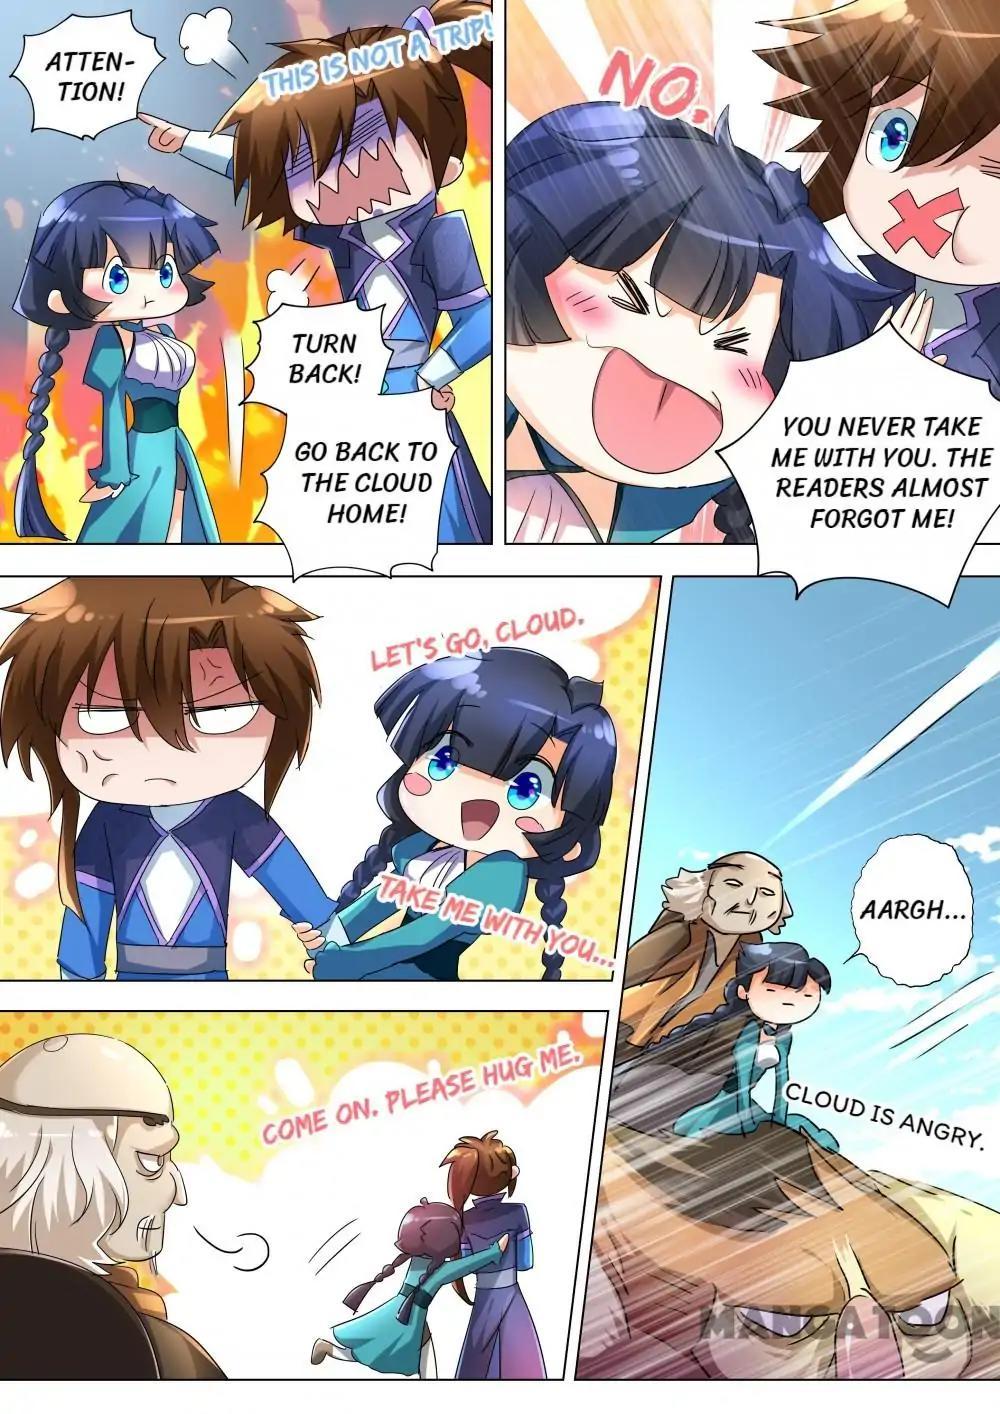 ATTEN-
TION!
THIS IS NOT A TRIP!
TURN
BACK!
GO BACK TO
THE CLOUD
HOME!
NO,
YOU NEVER TAKE
ME WITH YOU. THE
READERS ALMOST
FORGOT ME!
LET'S GO, CLOUD.
TAKE ME WITH YOU...
AARGH...
CLOUD IS ANGRY.
COME ON. PLEASE HUG ME.
MANGATOON